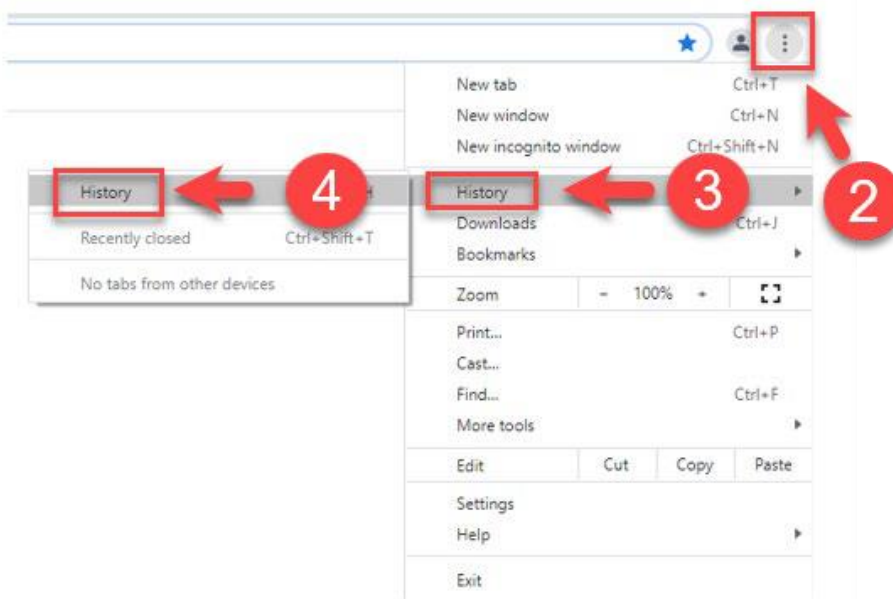 2
New tab Ctrl+T
New window Ctrl+N
New incognito window Ctrl+Shift+N
History 4 H
History 3
Recently closed Ctrl+Shift+T
No tabs from other devices
Downloads Ctrl+J
Bookmarks
Zoom - 100% +
Print... Ctrl+P
Cast...
Find... Ctrl+F
More tools
Edit Cut Copy Paste
Settings
Help
Exit